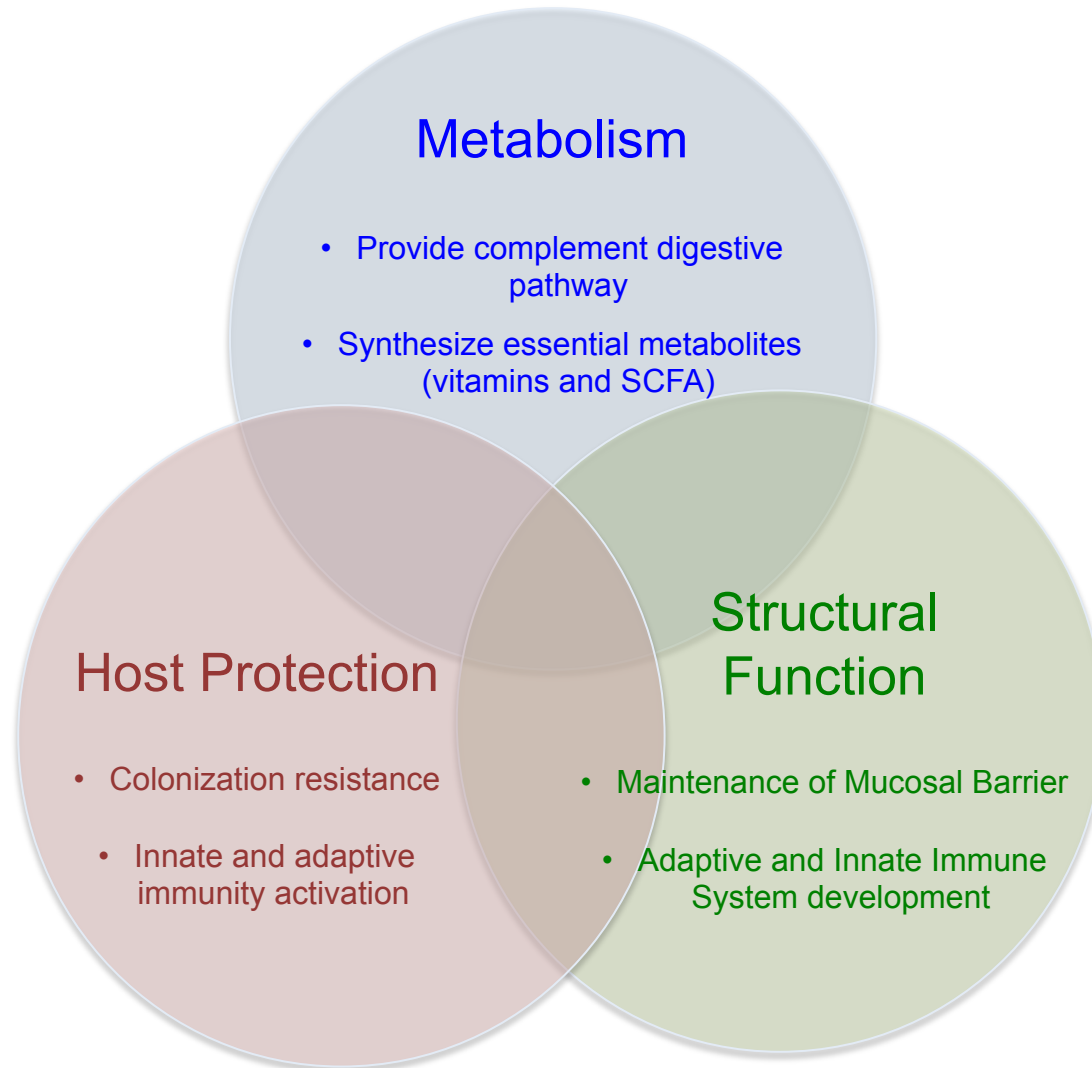 Metabolism
• Provide complement digestive
pathway
• Synthesize essential metabolites
(vitamins and SCFA)
Host Protection
• Colonization resistance
• Innate and adaptive
immunity activation
Structural
Function
• Maintenance of Mucosal Barrier
• Adaptive and Innate Immune
System development